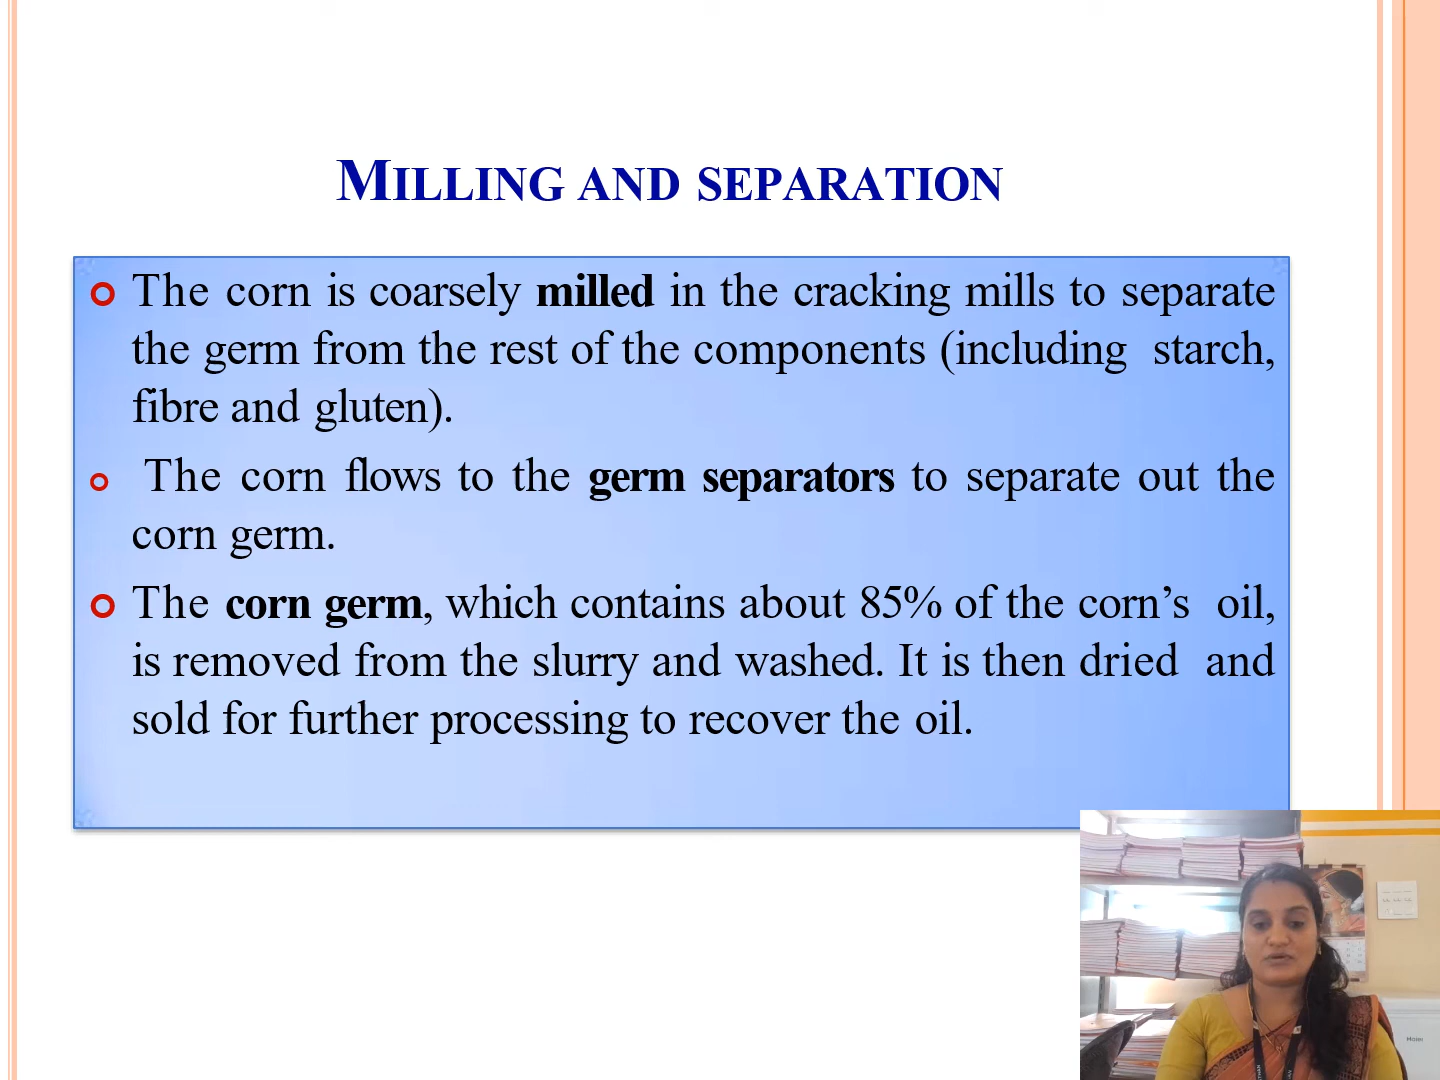 MILLING AND SEPARATION
The corn is coarsely milled in the cracking mills to separate
the germ from the rest of the components (including starch,
fibre and gluten).
The corn flows to the germ separators to separate out the
corn germ.
The corn germ, which contains about 85% of the corn’s oil,
is removed from the slurry and washed. It is then dried and
sold for further processing to recover the oil.
Haier